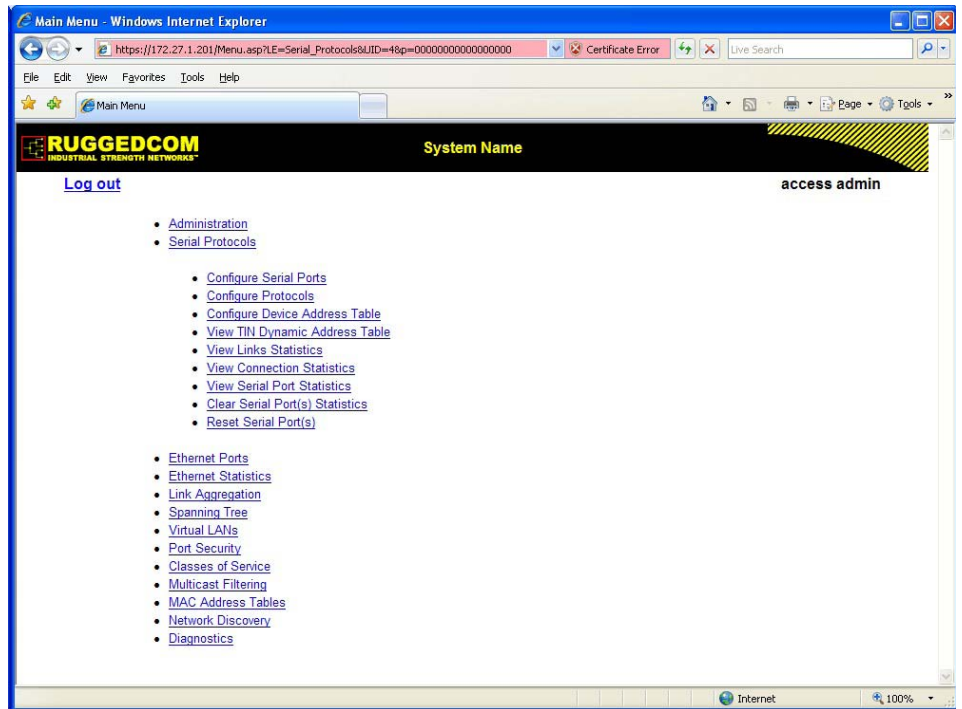 Main Menu - Windows Internet Explorer
https://172.27.1.201/Menu.asp?LE=Serial_Protocols&UID=4&p=00000000000000000
Certificate Error
Live Search
File Edit View Favorites Tools Help
Main Menu
Page Tools
RUGGEDCOM
INDUSTRIAL STRENGTH NETWORKS™
System Name
Log out
access admin
Administration
Serial Protocols
Configure Serial Ports
Configure Protocols
Configure Device Address Table
View TIN Dynamic Address Table
View Links Statistics
View Connection Statistics
View Serial Port Statistics
Clear Serial Port(s) Statistics
Reset Serial Port(s)
Ethernet Ports
Ethernet Statistics
Link Aggregation
Spanning Tree
Virtual LANs
Port Security
Classes of Service
Multicast Filtering
MAC Address Tables
Network Discovery
Diagnostics
Internet
100%